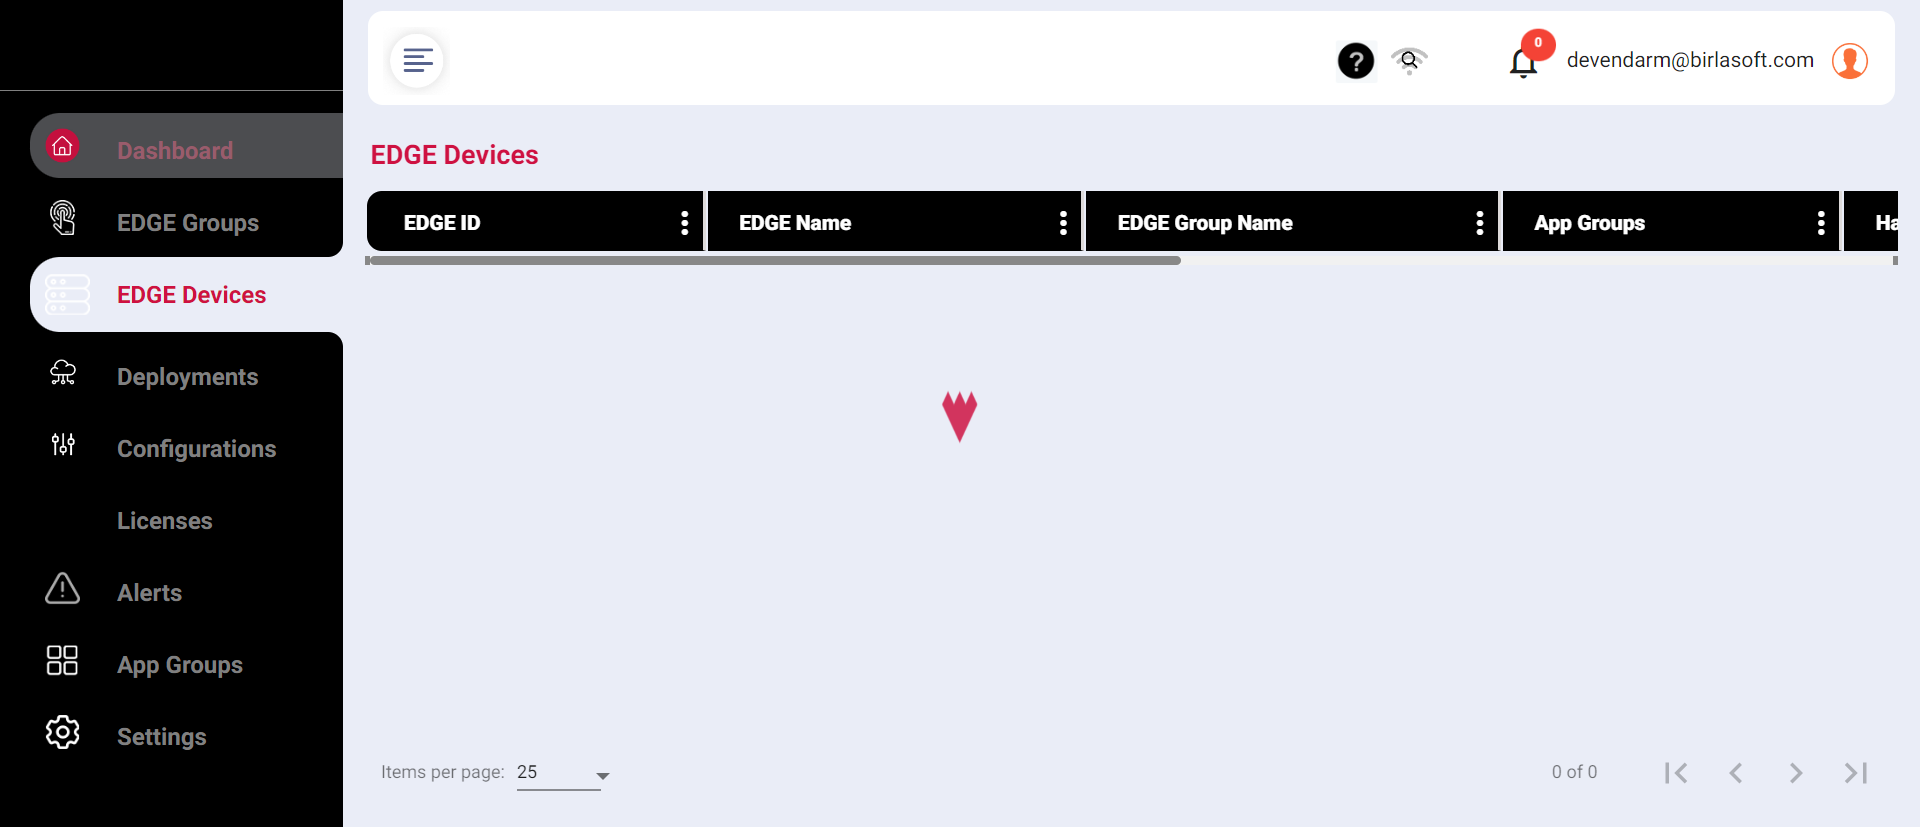 0
devendarm@birlasoft.com
Dashboard
EDGE Groups
EDGE Devices
Deployments
Configurations
Licenses
Alerts
App Groups
Settings
EDGE Devices
EDGE ID EDGE Name EDGE Group Name App Groups Ha
Items per page: 25
0 of 0